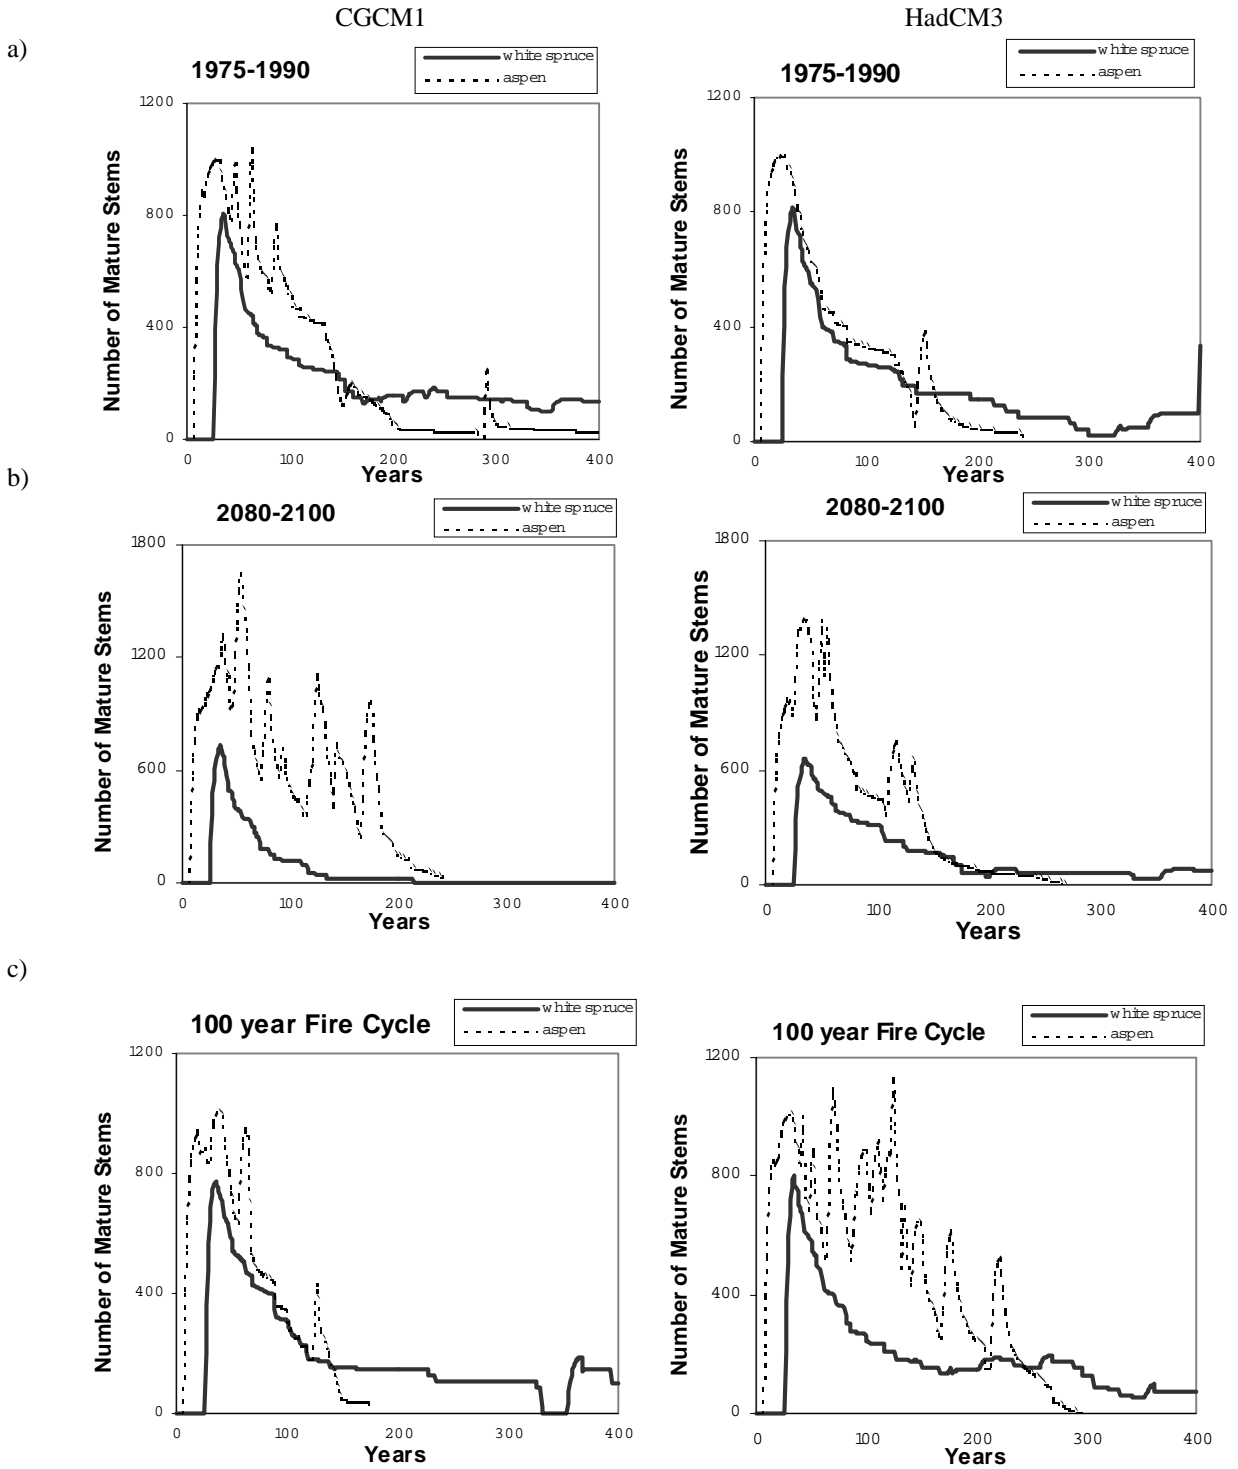 CGCM1
HadCM3
a)
1975-1990
white spruce
aspen
1200
800
400
0
Number of Mature Stems
0 100 200 300 400
Years
1975-1990
white spruce
aspen
1200
800
400
0
Number of Mature Stems
0 100 200 300 400
Years
b)
2080-2100
white spruce
aspen
1800
1200
600
0
Number of Mature Stems
0 100 200 300 400
Years
2080-2100
white spruce
aspen
1800
1200
600
0
Number of Mature Stems
0 100 200 300 400
Years
c)
100 year Fire Cycle
white spruce
aspen
1200
800
400
0
Number of Mature Stems
0 100 200 300 400
Years
100 year Fire Cycle
white spruce
aspen
1200
800
400
0
Number of Mature Stems
0 100 200 300 400
Years